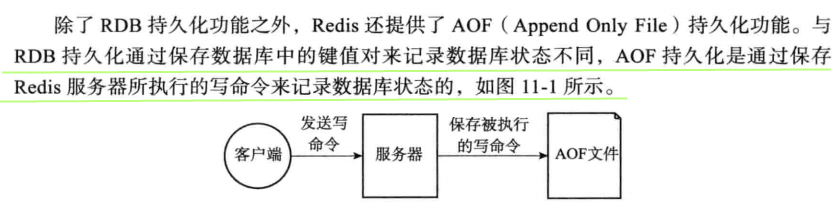 除了 RDB 持久化功能之外，Redis 还提供了 AOF（Append Only File）持久化功能。与
RDB 持久化通过保存数据库中的键值对来记录数据库状态不同，AOF 持久化是通过保存
Redis 服务器所执行的写命令来记录数据库状态的，如图 11-1 所示。
客户端
发送写
命令
服务器
保存被执行
的写命令
AOF文件